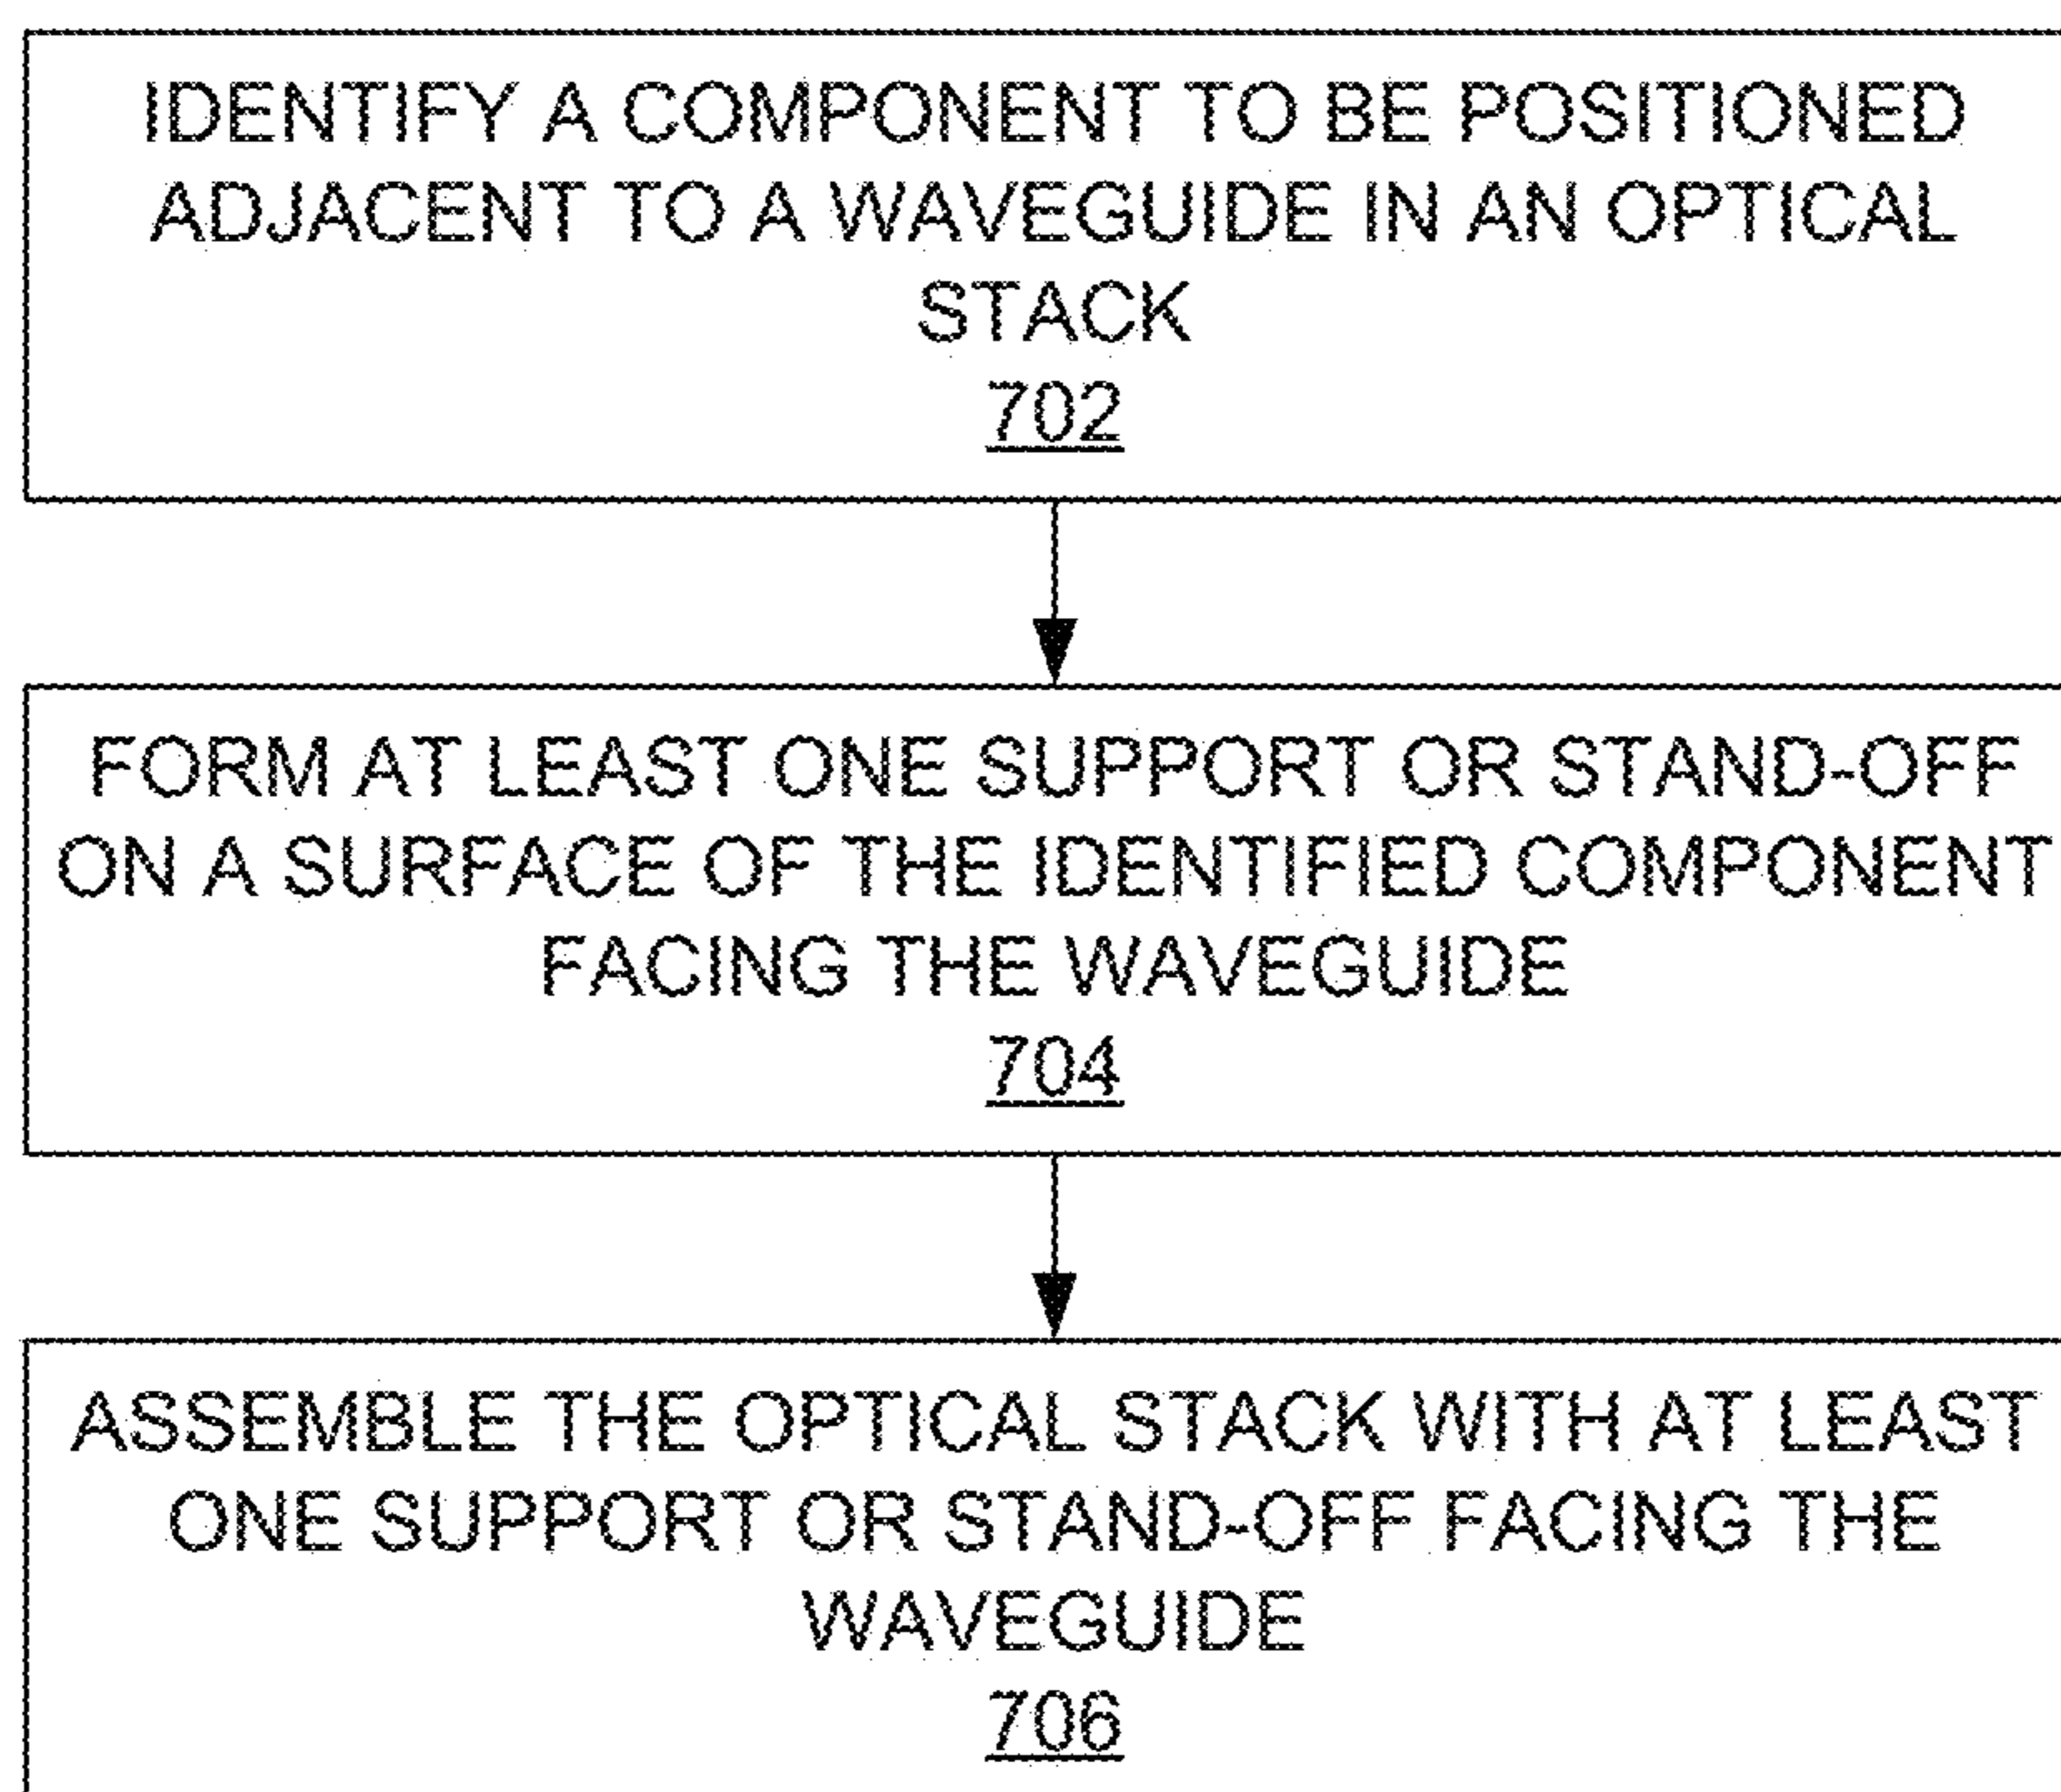 IDENTIFY A COMPONENT TO BE POSITIONED
ADJACENT TO A WAVEGUIDE IN AN OPTICAL
STACK
702
FORM AT LEAST ONE SUPPORT OR STAND-OFF
ON A SURFACE OF THE IDENTIFIED COMPONENT
FACING THE WAVEGUIDE
704
ASSEMBLE THE OPTICAL STACK WITH AT LEAST
ONE SUPPORT OR STAND-OFF FACING THE
WAVEGUIDE
706